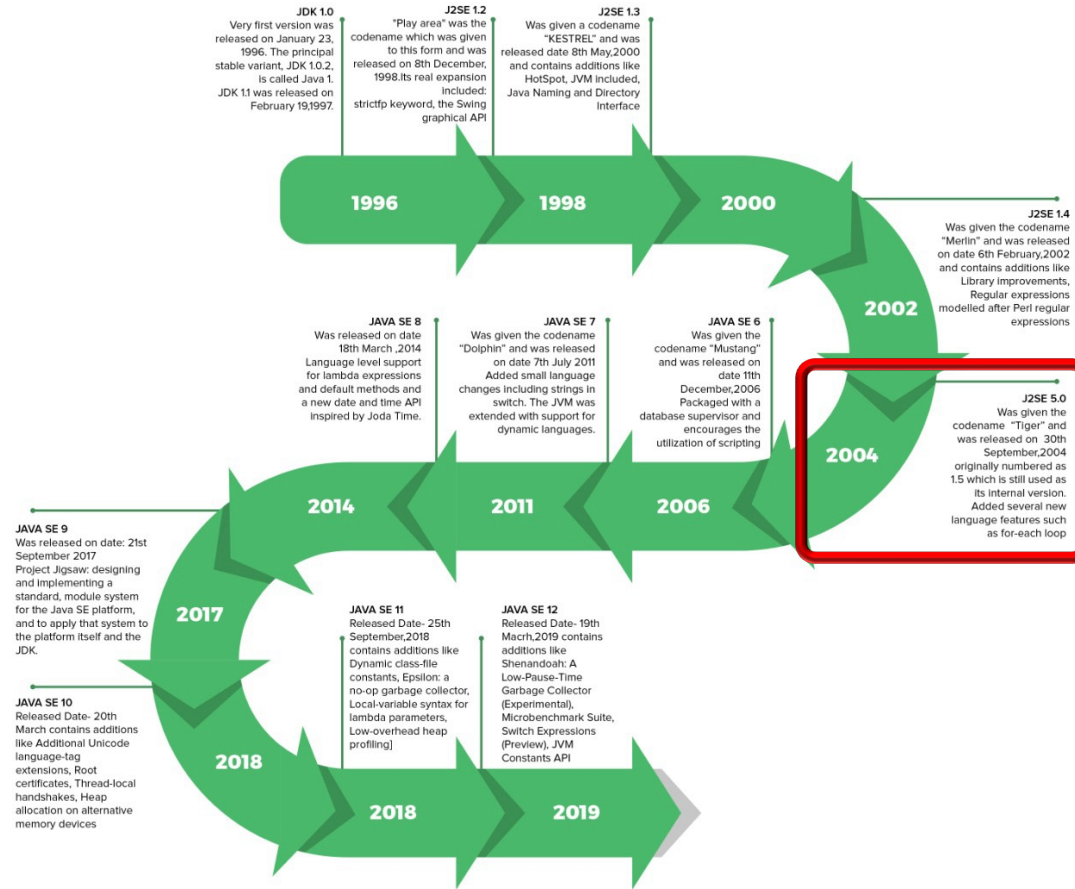 JDK 1.0
Very first version was
released on January 23,
1996. The principal
stable variant, JDK 1.0.2,
is called Java 1.
JDK 1.1 was released on
February 19,1997.
J2SE 1.2
"Play area" was the
codename which was given
to this form and was
released on 8th December,
1998.Its real expansion
included:
strictfp keyword, the Swing
graphical API
J2SE 1.3
Was given a codename
"KESTREL" and was
released date 8th May,2000
and contains additions like
HotSpot, JVM included,
Java Naming and Directory
Interface
1996
1998
2000
J2SE 1.4
Was given the codename
"Merlin" and was released
on date 6th February,2002
and contains additions like
Library improvements,
Regular expressions
modelled after Perl regular
expressions
2002
J2SE 5.0
Was given the
codename "Tiger" and
was released on 30th
September,2004
originally numbered as
1.5 which is still used as
its internal version.
Added several new
language features such
as for-each loop
2004
JAVA SE 6
Was given the
codename "Mustang"
and was released on
date 11th
December,2006
Packaged with a
database supervisor and
encourages the
utilization of scripting
2006
JAVA SE 7
Was given the codename
"Dolphin" and was released
on date 7th July 2011
Added small language
changes including strings in
switch. The JVM was
extended with support for
dynamic languages.
2011
JAVA SE 8
Was released on date
18th March ,2014
Language level support
for lambda expressions
and default methods and
a new date and time API
inspired by Joda Time.
2014
JAVA SE 9
Was released on date: 21st
September 2017
Project Jigsaw: designing
and implementing a
standard, module system
for the Java SE platform,
and to apply that system to
the platform itself and the
JDK.
2017
JAVA SE 10
Released Date- 20th
March contains additions
like Additional Unicode
language-tag
extensions, Root
certificates, Thread-local
handshakes, Heap
allocation on alternative
memory devices
2018
JAVA SE 11
Released Date- 25th
September,2018
contains additions like
Dynamic class-file
constants, Epsilon: a
no-op garbage collector,
Local-variable syntax for
lambda parameters,
Low-overhead heap
profiling]
2018
JAVA SE 12
Released Date- 19th
Macrh,2019 contains
additions like
Shenandoah: A
Low-Pause-Time
Garbage Collector
(Experimental),
Microbenchmark Suite,
Switch Expressions
(Preview), JVM
Constants API
2019